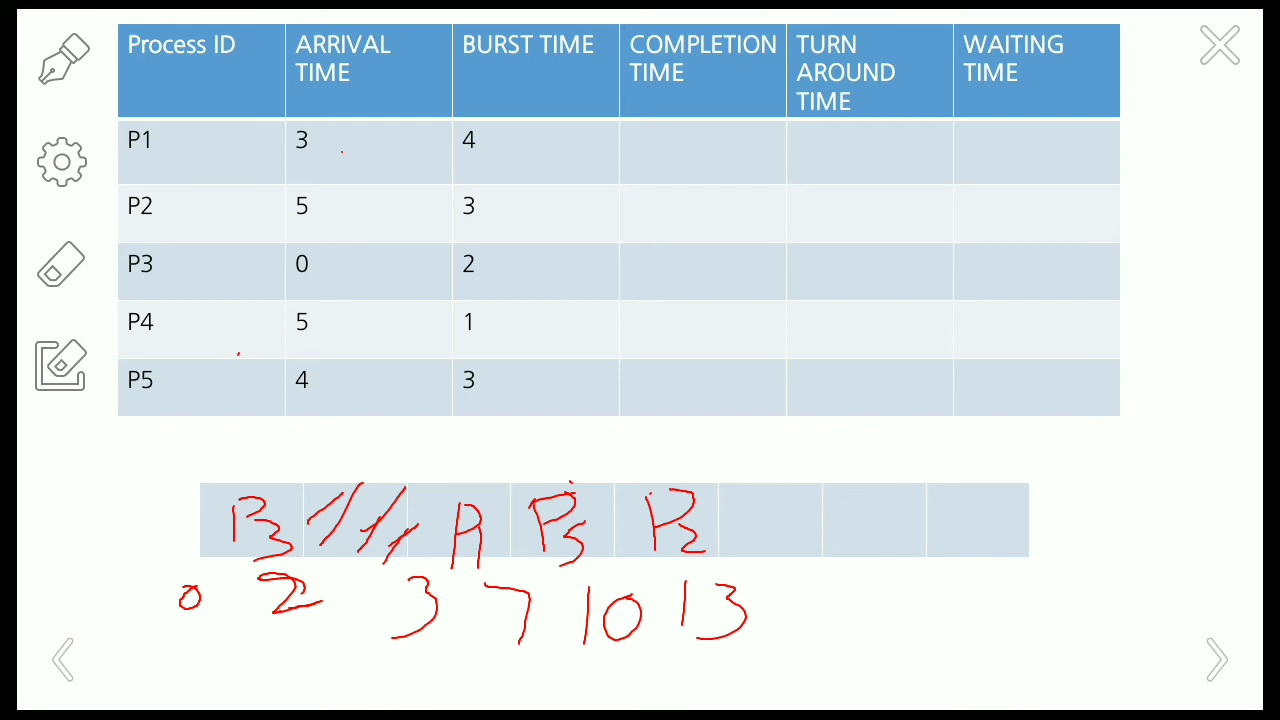 Process ID ARRIVAL TIME BURST TIME COMPLETION TIME TURN AROUND TIME WAITING TIME
P1 3 4
P2 5 3
P3 0 2
P4 5 1
P5 4 3
P3 P1 P5 P2
0 2 3 7 10 13